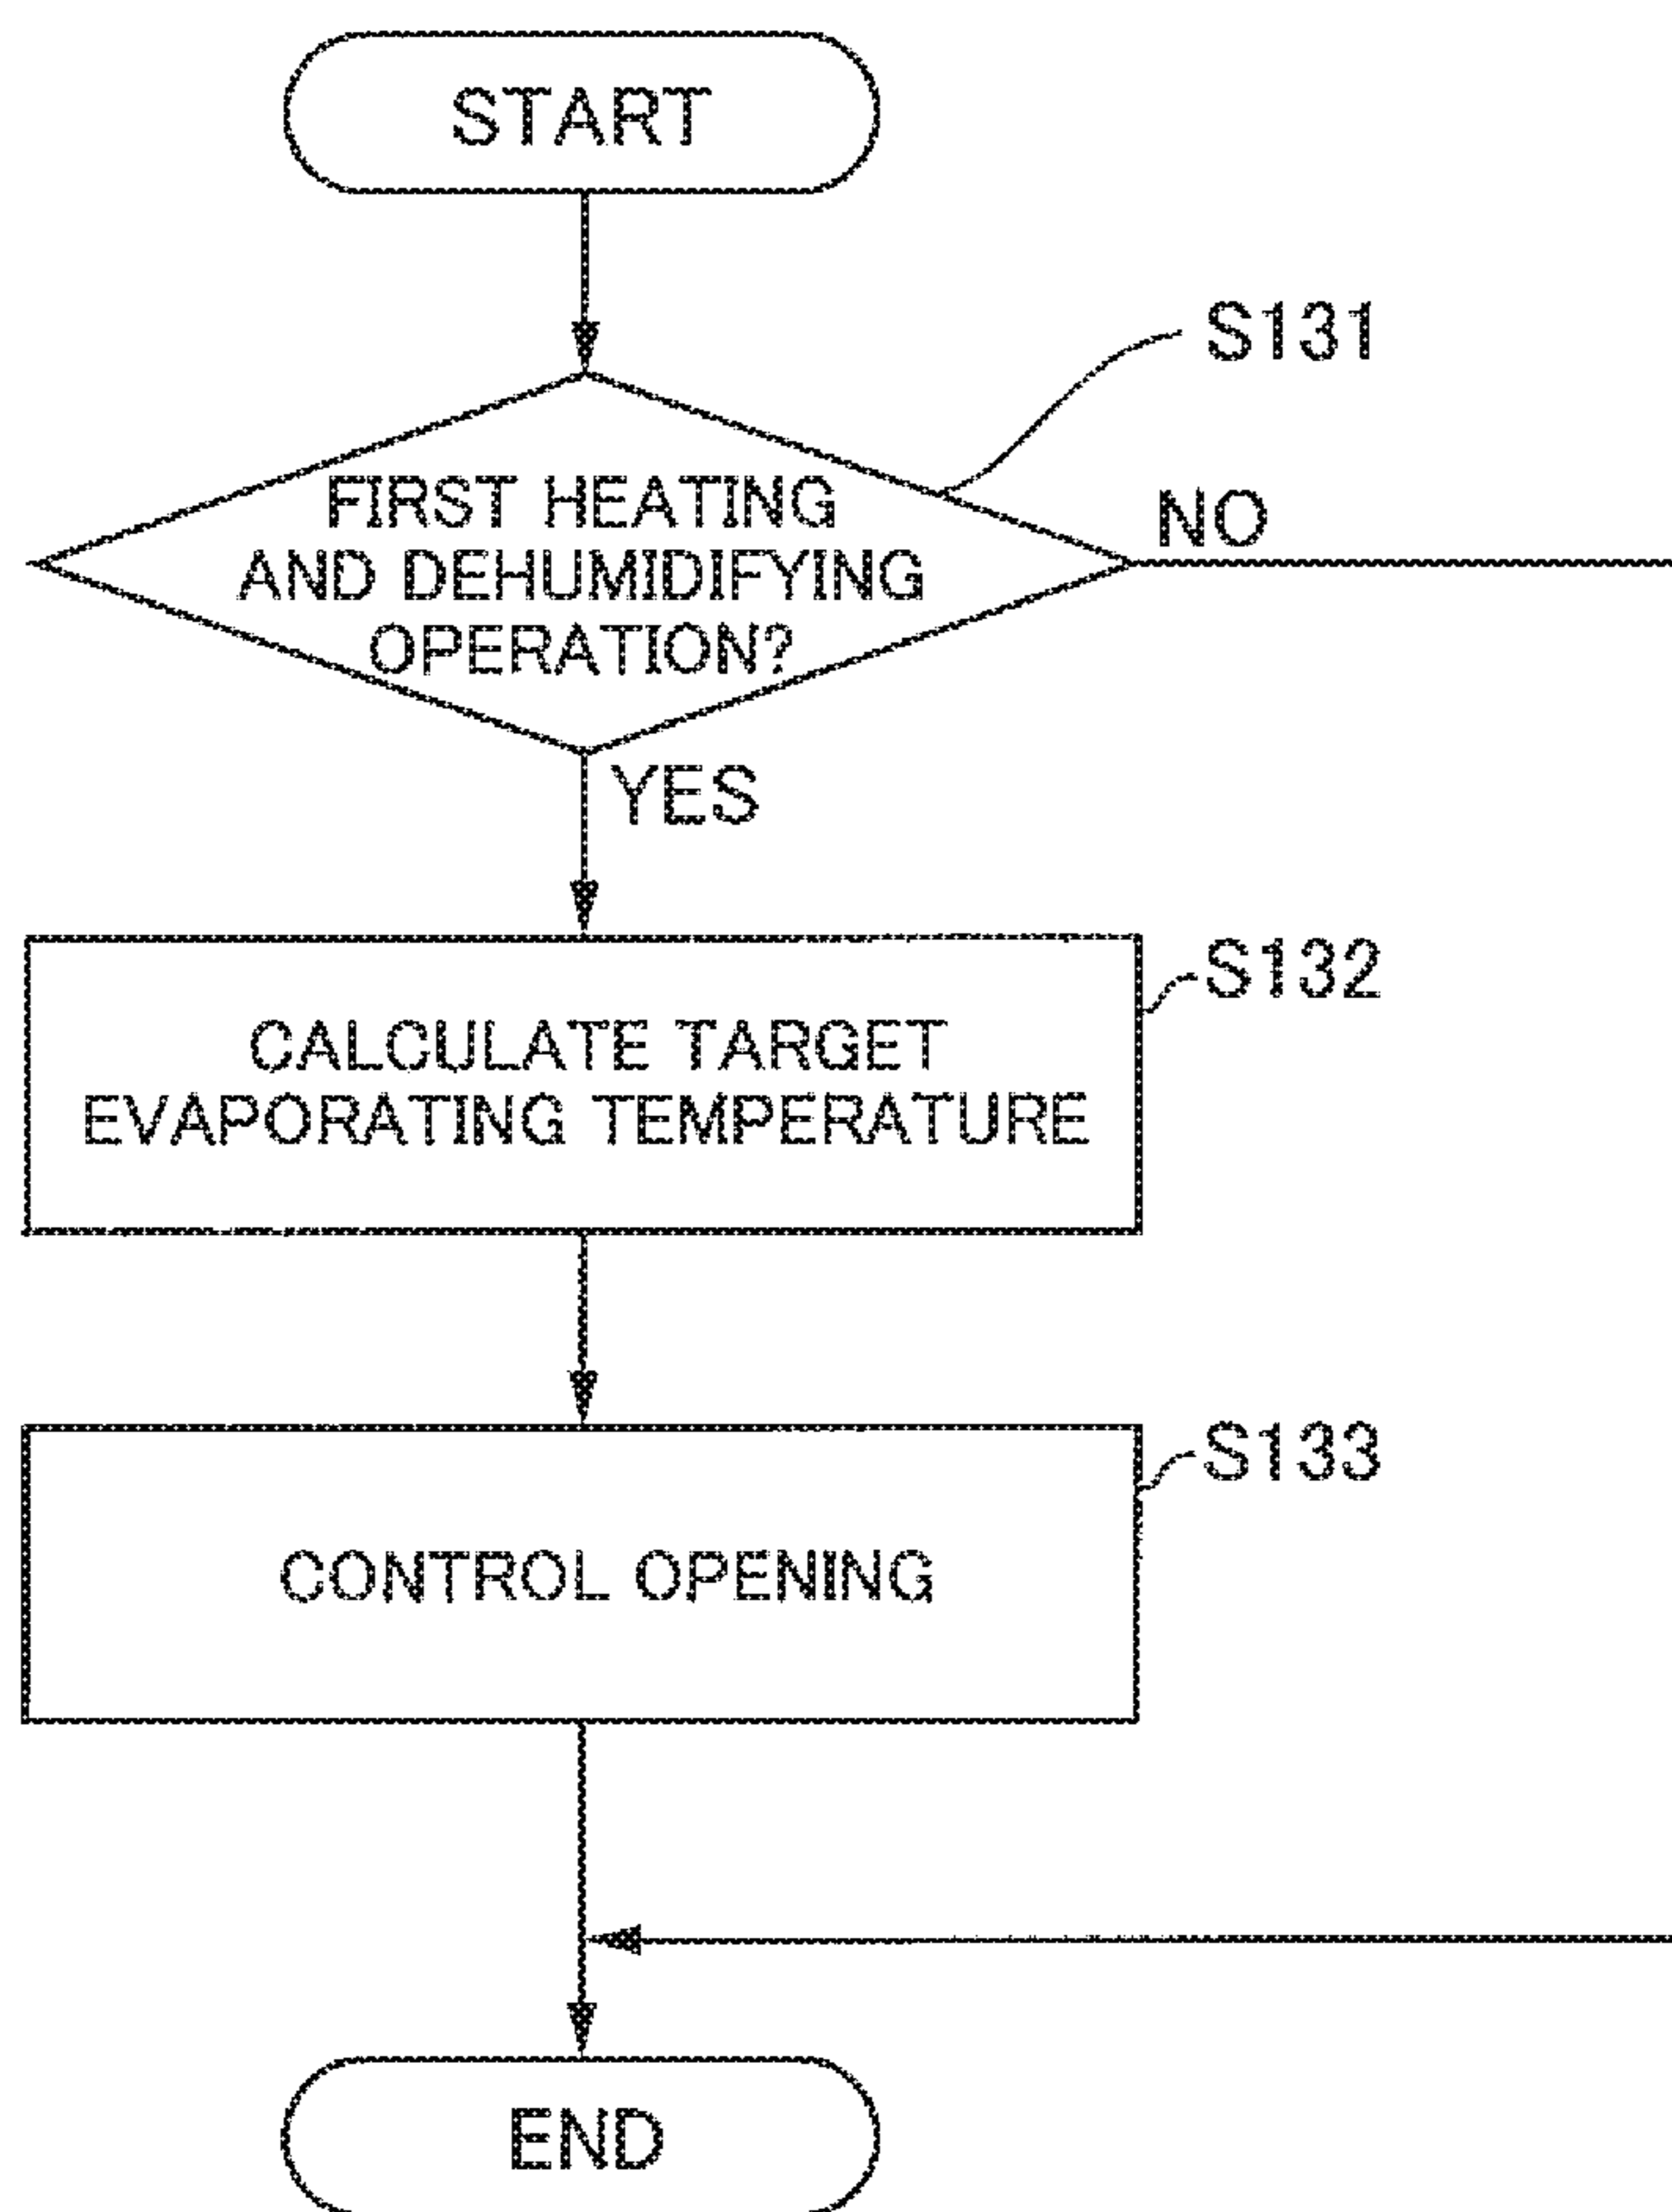 START
S131
FIRST HEATING
AND DEHUMIDIFYING
OPERATION?
NO
YES
S132
CALCULATE TARGET
EVAPORATING TEMPERATURE
S133
CONTROL OPENING
END